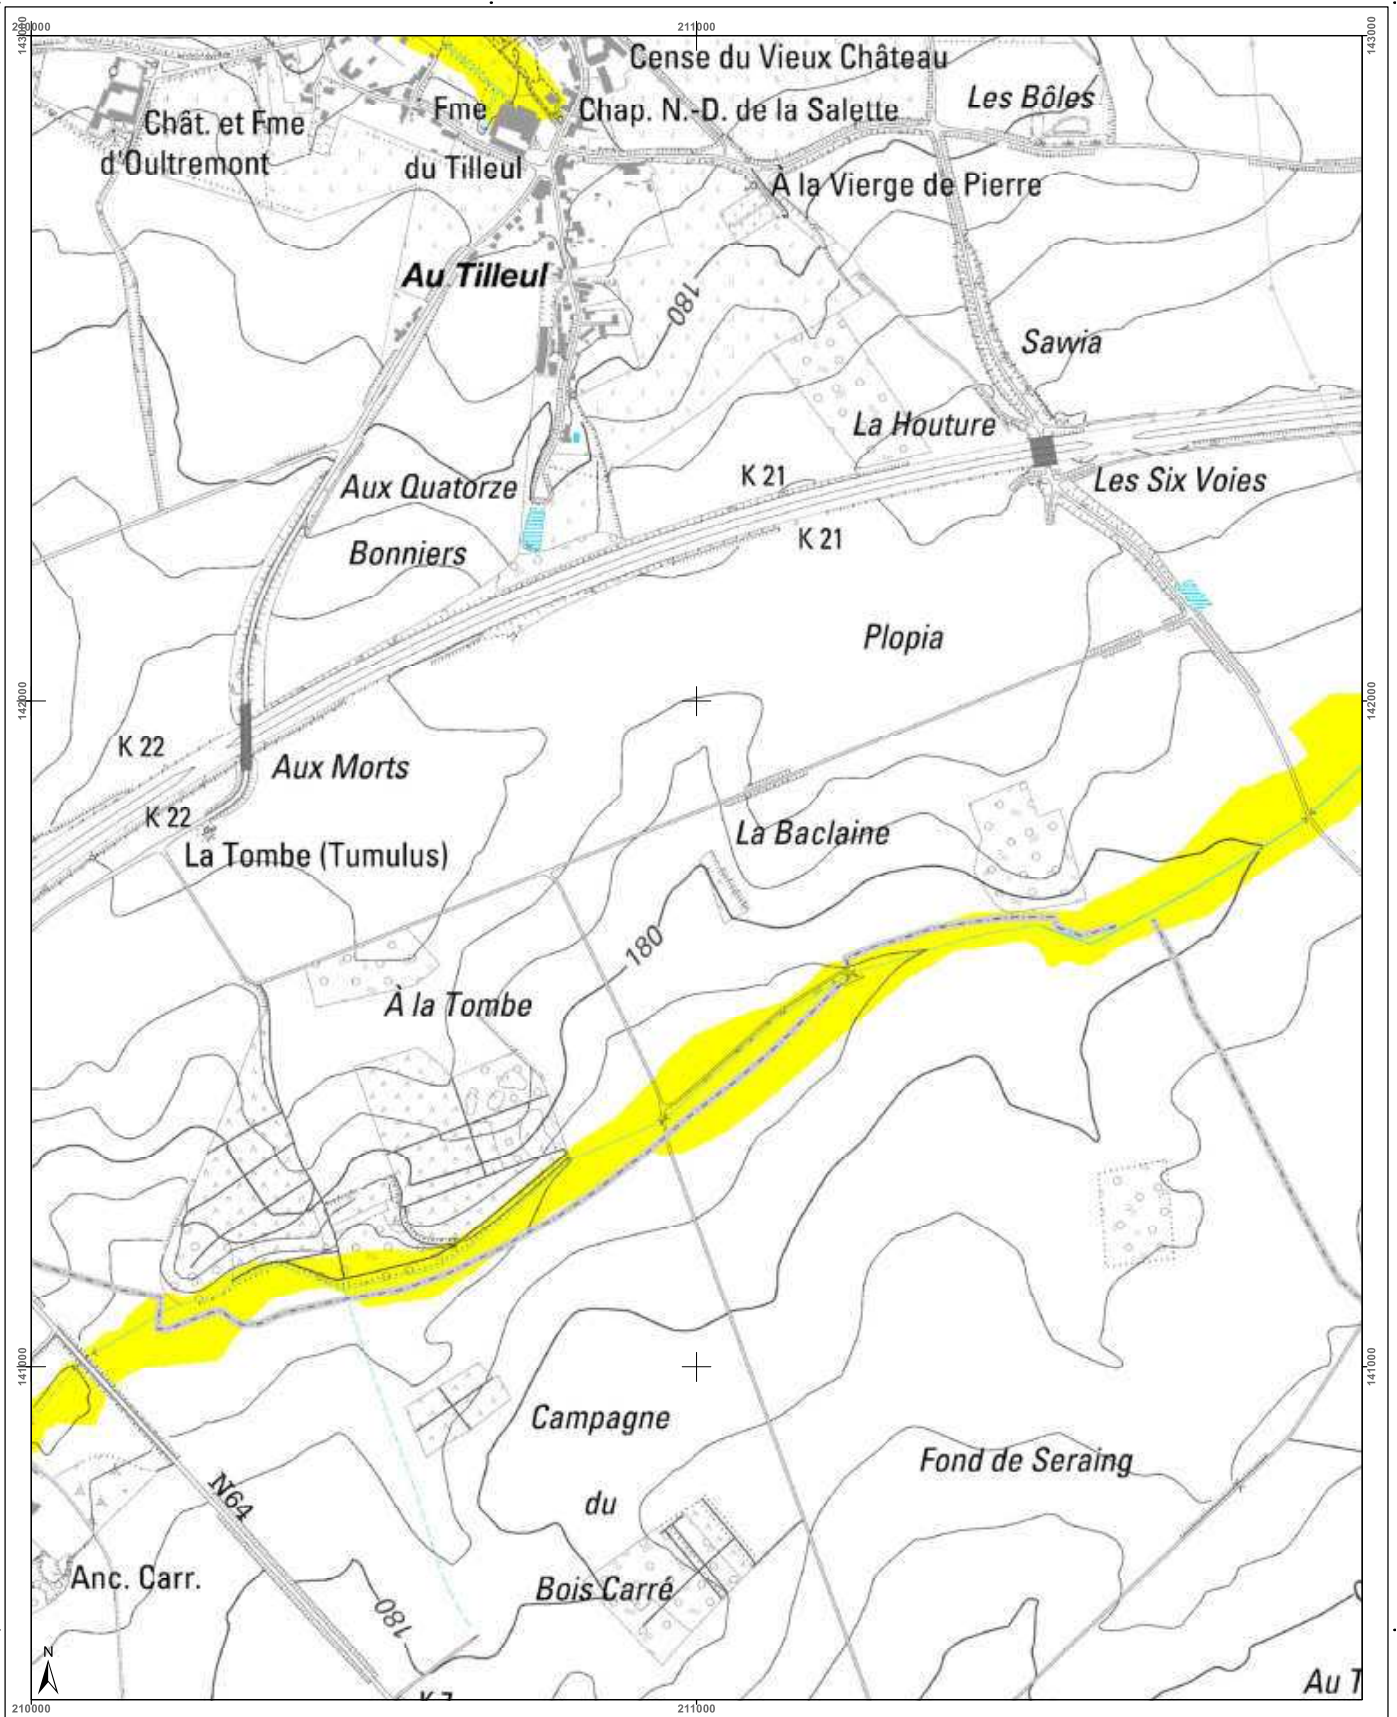 210000
211000
143000
143000
Cense du Vieux Château
Fme
Chap. N.-D. de la Salette
Les Bôles
Chât. et Fme
d'Oultremont
du Tilleul
À la Vierge de Pierre
Au Tilleul
180
Sawia
La Houture
Aux Quatorze
K 21
Les Six Voies
Bonniers
K 21
Plopia
142000
142000
K 22
Aux Morts
K 22
La Tombe (Tumulus)
La Baclaine
180
À la Tombe
141000
141000
Campagne
Fond de Seraing
N64
du
Anc. Carr.
Bois Carré
180
N
Au T
K 7
210000
211000